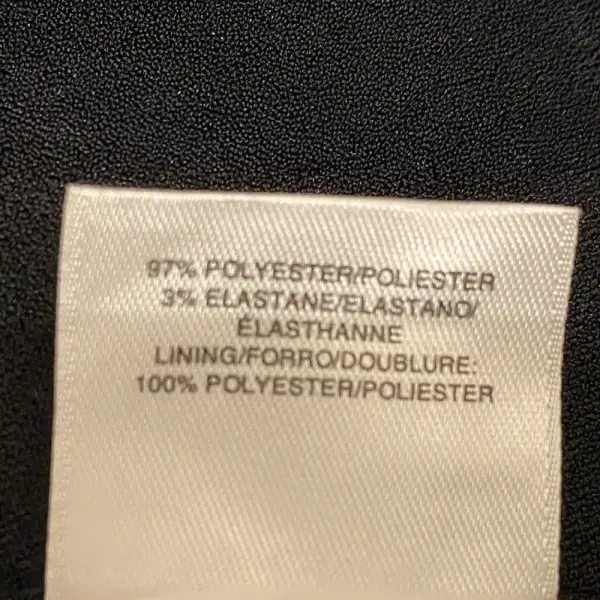 97% POLYESTER/POLIESTER
3% ELASTANE/ELASTANO/
ÉLASTHANNE
LINING/FORRO/DOUBLURE:
100% POLYESTER/POLIESTER